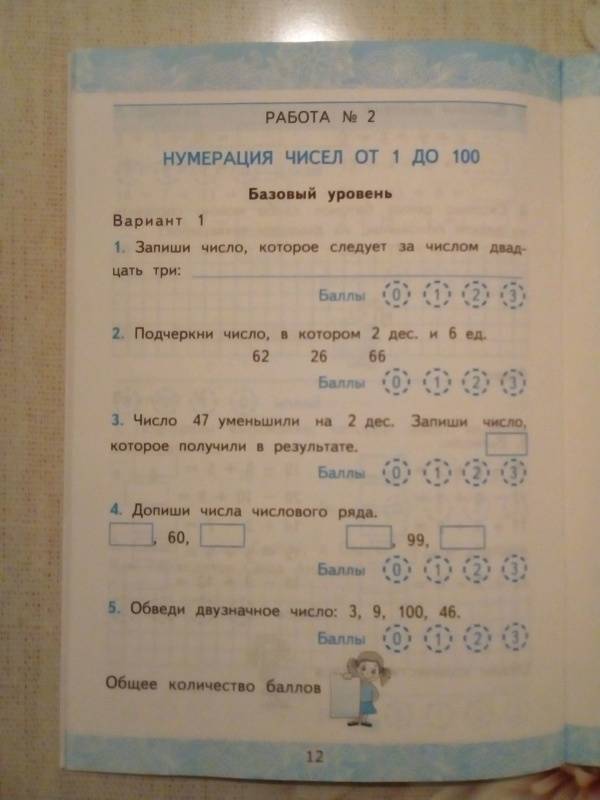 РАБОТА № 2
НУМЕРАЦИЯ ЧИСЕЛ ОТ 1 ДО 100
Базовый уровень
Вариант 1
1. Запиши число, которое следует за числом двад-
цать три:
Баллы 0 1 2 3
2. Подчеркни число, в котором 2 дес. и 6 ед.
62 26 66
Баллы 0 1 2 3
3. Число 47 уменьшили на 2 дес. Запиши число,
которое получили в результате.
Баллы 0 1 2 3
4. Допиши числа числового ряда.
, 60, , 99,
Баллы 0 1 2 3
5. Обведи двузначное число: 3, 9, 100, 46.
Баллы 0 1 2 3
Общее количество баллов
12